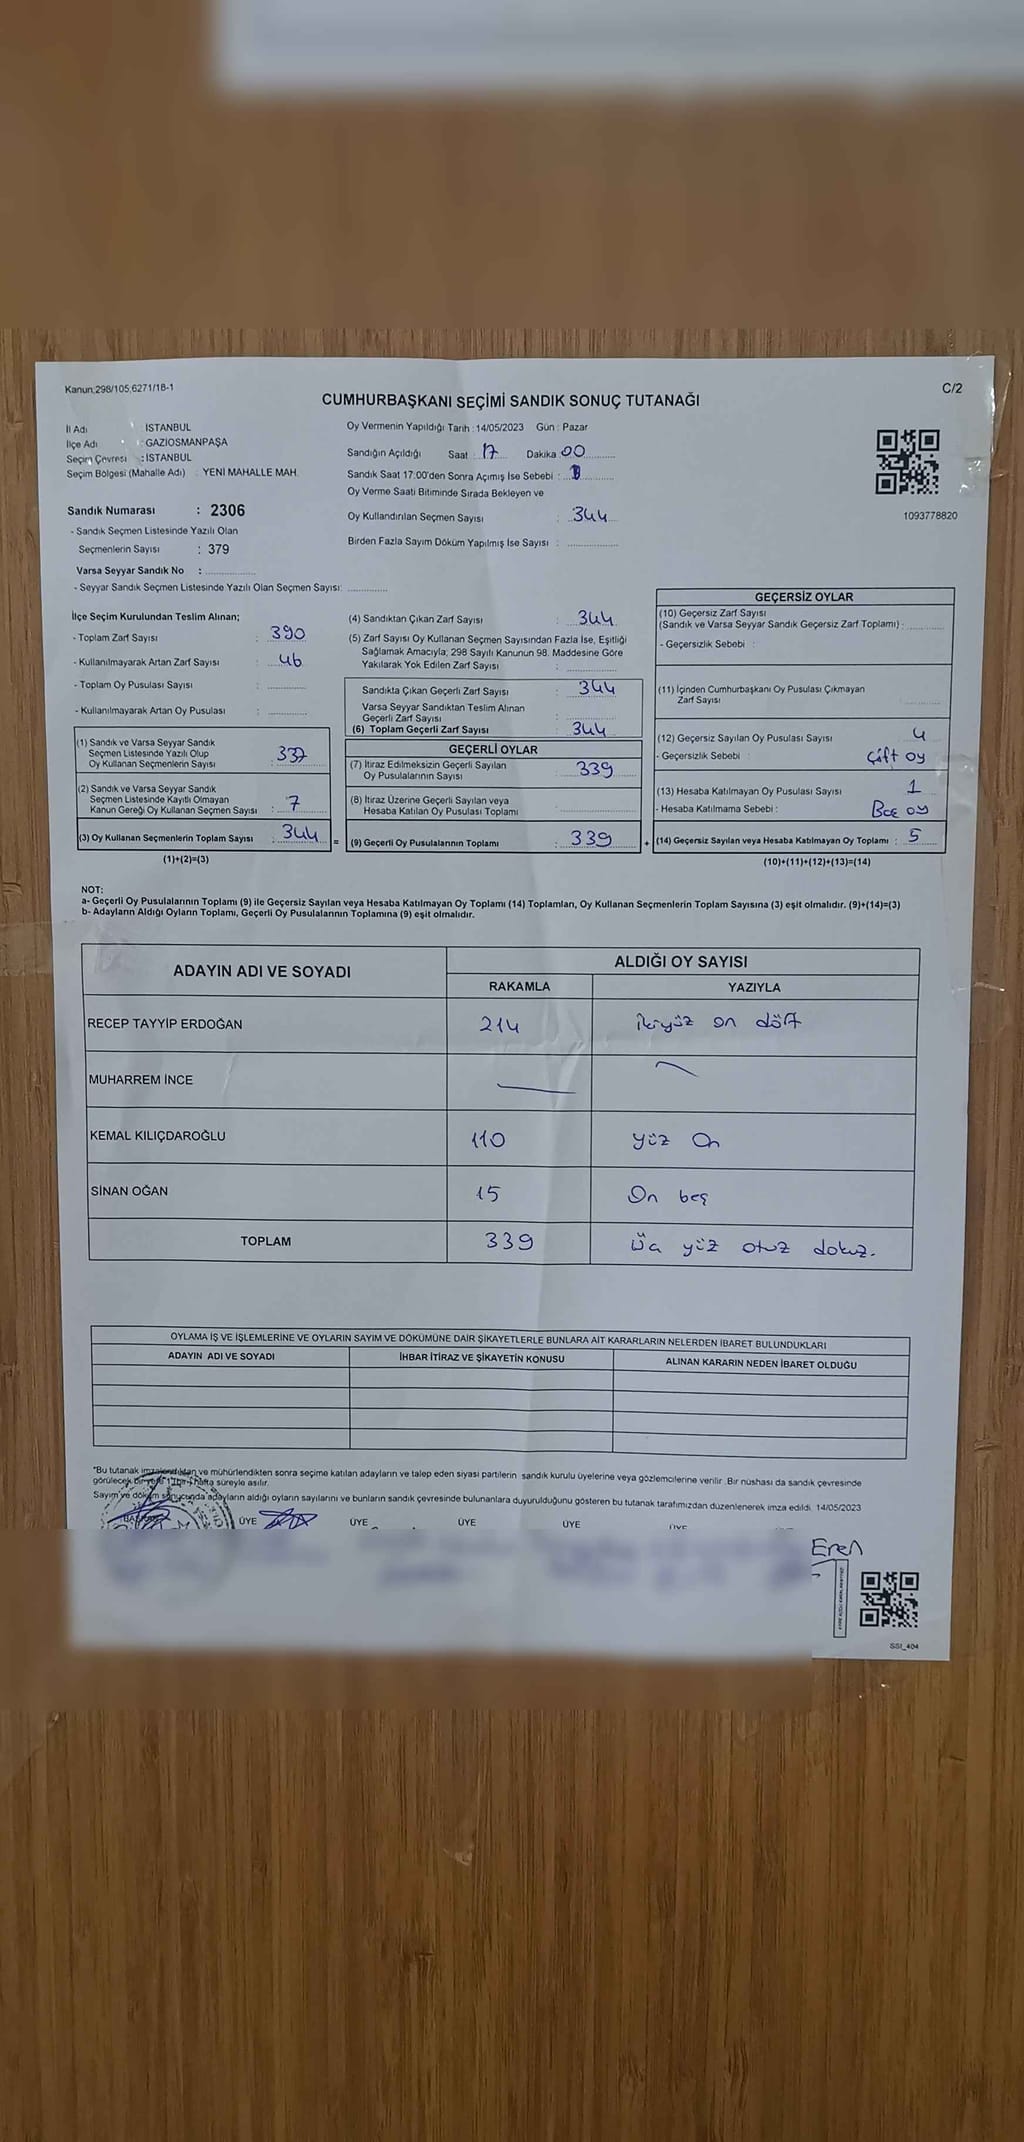 Kanun;298/105,6271/18-1
C/2
CUMHURBAŞKANI SEÇİMİ SANDIK SONUÇ TUTANAĞI
İl Adı : İSTANBUL
İlçe Adı : GAZİOSMANPAŞA
Seçim Çevresi : İSTANBUL
Seçim Bölgesi (Mahalle Adı) : YENİ MAHALLE MAH.
Sandık Numarası : 2306
- Sandık Seçmen Listesinde Yazılı Olan
Seçmenlerin Sayısı : 379
Varsa Seyyar Sandık No :
- Seyyar Sandık Seçmen Listesinde Yazılı Olan Seçmen Sayısı:
Oy Vermenin Yapıldığı Tarih : 14/05/2023 Gün : Pazar
Sandığın Açıldığı Saat : 17 Dakika 00
Sandık Saat 17:00'den Sonra Açımış İse Sebebi :
Oy Verme Saati Bitiminde Sırada Bekleyen ve
Oy Kullandırılan Seçmen Sayısı : 344
Birden Fazla Sayım Döküm Yapılmış İse Sayısı :
1093778820
İlçe Seçim Kurulundan Teslim Alınan;
- Toplam Zarf Sayısı : 390
- Kullanılmayarak Artan Zarf Sayısı : 46
- Toplam Oy Pusulası Sayısı :
- Kullanılmayarak Artan Oy Pusulası :
(1) Sandık ve Varsa Seyyar Sandık
Seçmen Listesinde Yazılı Olup
Oy Kullanan Seçmenlerin Sayısı : 337
(2) Sandık ve Varsa Seyyar Sandık
Seçmen Listesinde Kayıtlı Olmayan
Kanun Gereği Oy Kullanan Seçmen Sayısı : 7
(3) Oy Kullanan Seçmenlerin Toplam Sayısı : 344
(1)+(2)=(3)
(4) Sandıktan Çıkan Zarf Sayısı : 344
(5) Zarf Sayısı Oy Kullanan Seçmen Sayısından Fazla İse, Eşitliği
Sağlamak Amacıyla; 298 Sayılı Kanunun 98. Maddesine Göre
Yakılarak Yok Edilen Zarf Sayısı :
Sandıkta Çıkan Geçerli Zarf Sayısı : 344
Varsa Seyyar Sandıktan Teslim Alınan
Geçerli Zarf Sayısı :
(6) Toplam Geçerli Zarf Sayısı : 344
GEÇERLİ OYLAR
(7) İtiraz Edilmeksizin Geçerli Sayılan
Oy Pusulalarının Sayısı : 339
(8) İtiraz Üzerine Geçerli Sayılan veya
Hesaba Katılan Oy Pusulası Toplamı :
= (9) Geçerli Oy Pusulalarının Toplamı : 339
GEÇERSİZ OYLAR
(10) Geçersiz Zarf Sayısı
(Sandık ve Varsa Seyyar Sandık Geçersiz Zarf Toplamı) :
- Geçersizlik Sebebi :
(11) İçinden Cumhurbaşkanı Oy Pusulası Çıkmayan
Zarf Sayısı
(12) Geçersiz Sayılan Oy Pusulası Sayısı : 4
- Geçersizlik Sebebi : Çift oy
(13) Hesaba Katılmayan Oy Pusulası Sayısı : 1
- Hesaba Katılmama Sebebi : Boş oy
+ (14) Geçersiz Sayılan veya Hesaba Katılmayan Oy Toplamı : 5
(10)+(11)+(12)+(13)=(14)
NOT:
a- Geçerli Oy Pusulalarının Toplamı (9) ile Geçersiz Sayılan veya Hesaba Katılmayan Oy Toplamı (14) Toplamları, Oy Kullanan Seçmenlerin Toplam Sayısına (3) eşit olmalıdır. (9)+(14)=(3)
b- Adayların Aldığı Oyların Toplamı, Geçerli Oy Pusulalarının Toplamına (9) eşit olmalıdır.
ADAYIN ADI VE SOYADI
ALDIĞI OY SAYISI
RAKAMLA YAZIYLA
RECEP TAYYİP ERDOĞAN 214 ikiyüz on dört
MUHARREM İNCE
KEMAL KILIÇDAROĞLU 110 yüz On
SİNAN OĞAN 15 On beş
TOPLAM 339 Üç yüz otuz dokuz.
OYLAMA İŞ VE İŞLEMLERİNE VE OYLARIN SAYIM VE DÖKÜMÜNE DAİR ŞİKAYETLERLE BUNLARA AİT KARARLARIN NELERDEN İBARET BULUNDUKLARI
ADAYIN ADI VE SOYADI İHBAR İTİRAZ VE ŞİKAYETİN KONUSU ALINAN KARARIN NEDEN İBARET OLDUĞU
*Bu tutanak imzalandıktan ve mühürlendikten sonra seçime katılan adayların ve talep eden siyasi partilerin sandık kurulu üyelerine veya gözlemcilerine verilir .Bir nüshası da sandık çevresinde
görülecek bir yere 1 (bir) hafta süreyle asılır.
Sayım ve döküm sonucunda adayların aldığı oyların sayılarını ve bunların sandık çevresinde bulunanlara duyurulduğunu gösteren bu tutanak tarafımızdan düzenlenerek imza edildi. 14/05/2023
BAŞKAN ÜYE ÜYE ÜYE ÜYE ÜYE
Eren
SSI_404